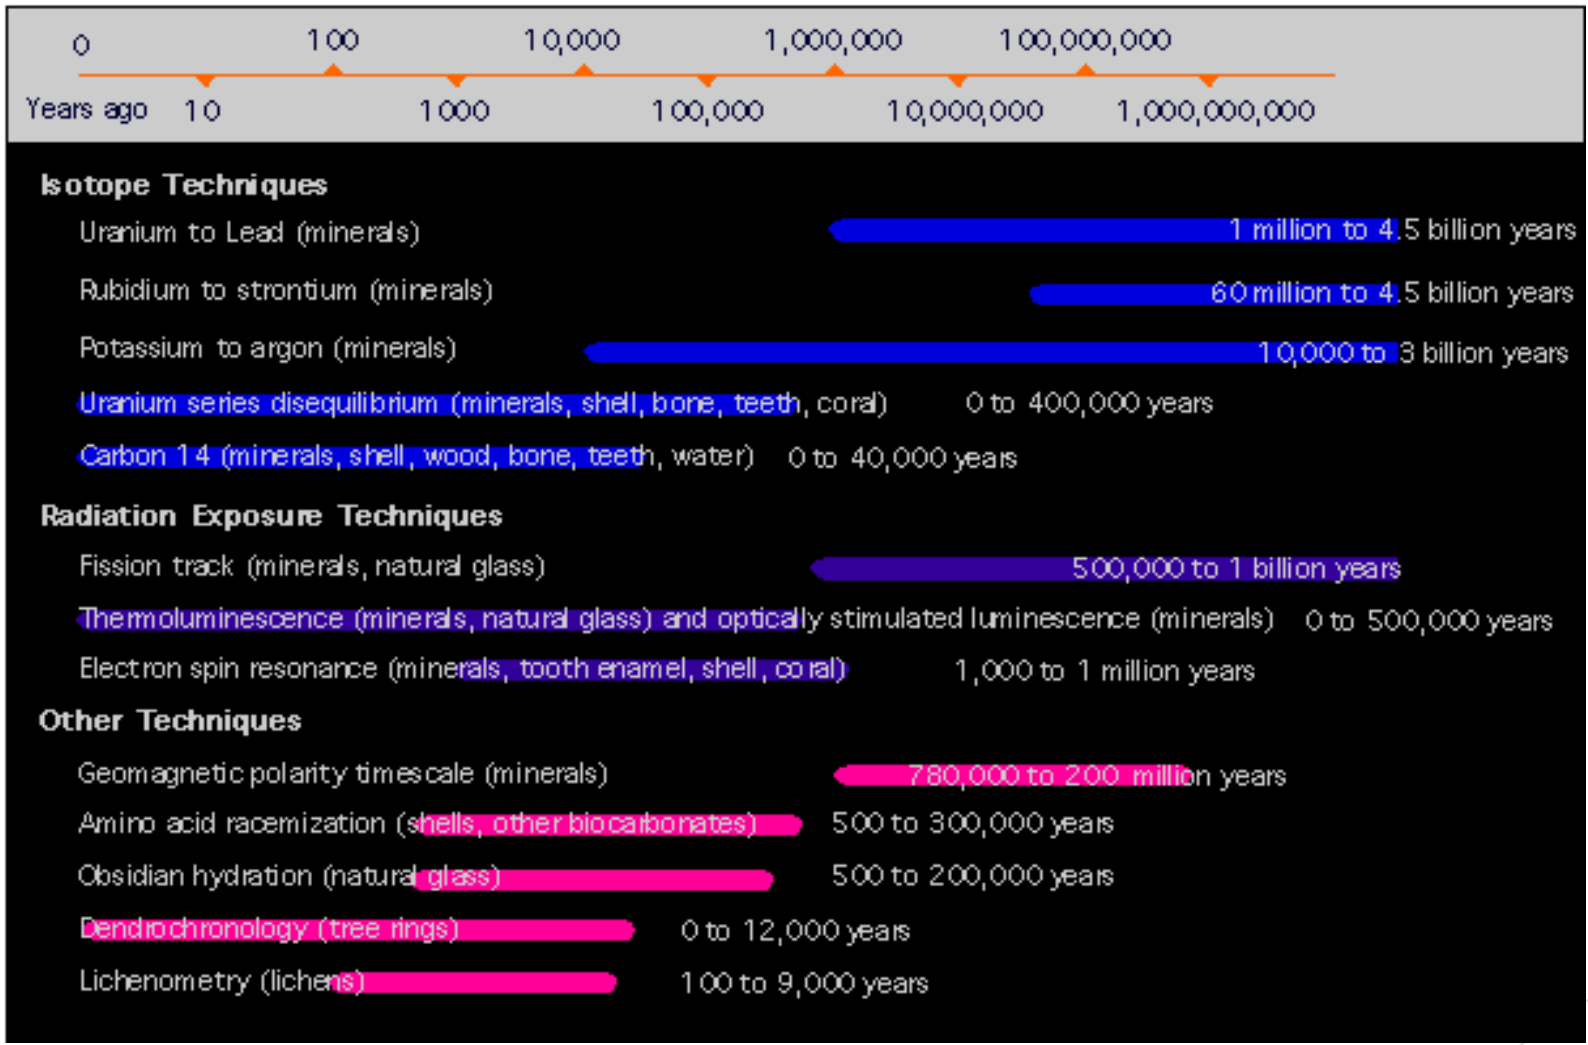 0 100 10,000 1,000,000 100,000,000
Years ago 10 1000 100,000 10,000,000 1,000,000,000
Isotope Techniques
Uranium to Lead (minerals) 1 million to 4.5 billion years
Rubidium to strontium (minerals) 60 million to 4.5 billion years
Potassium to argon (minerals) 10,000 to 3 billion years
Uranium series disequilibrium (minerals, shell, bone, teeth, coral) 0 to 400,000 years
Carbon 14 (minerals, shell, wood, bone, teeth, water) 0 to 40,000 years
Radiation Exposure Techniques
Fission track (minerals, natural glass) 500,000 to 1 billion years
Thermoluminescence (minerals, natural glass) and optically stimulated luminescence (minerals) 0 to 500,000 years
Electron spin resonance (minerals, tooth enamel, shell, coral) 1,000 to 1 million years
Other Techniques
Geomagnetic polarity timescale (minerals) 780,000 to 200 million years
Amino acid racemization (shells, other biocarbonates) 500 to 300,000 years
Obsidian hydration (natural glass) 500 to 200,000 years
Dendrochronology (tree rings) 0 to 12,000 years
Lichenometry (lichens) 100 to 9,000 years